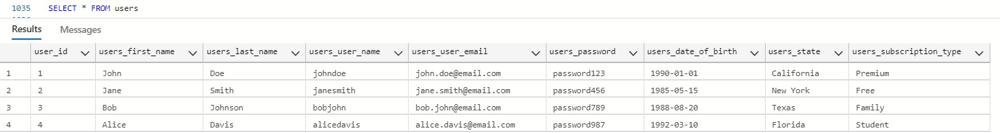 1035 SELECT * FROM users
Results Messages
user_id users_first_name users_last_name users_user_name users_user_email users_password users_date_of_birth users_state users_subscription_type
1 1 John Doe johndoe john.doe@email.com password123 1990-01-01 California Premium
2 2 Jane Smith janesmith jane.smith@email.com password456 1985-05-15 New York Free
3 3 Bob Johnson bobjohn bob.john@email.com password789 1988-08-20 Texas Family
4 4 Alice Davis alicedavis alice.davis@email.com password987 1992-03-10 Florida Student